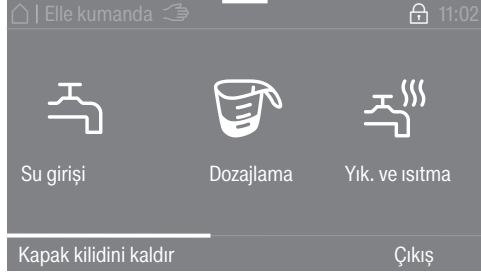 | Elle kumanda 11:02
Su girişi Dozajlama Yık. ve ısıtma
Kapak kilidini kaldır Çıkış